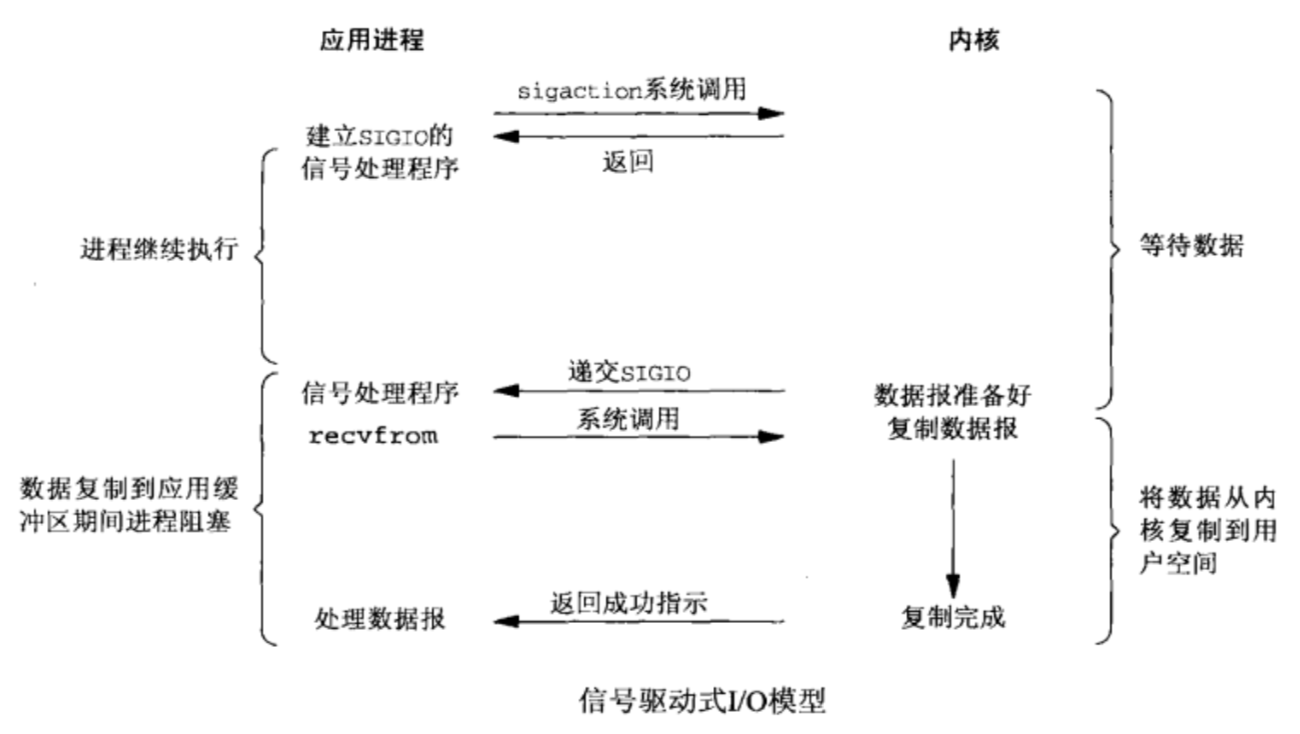 应用进程
内核
sigaction系统调用
建立SIGIO的
信号处理程序
返回
进程继续执行
等待数据
递交SIGIO
信号处理程序
数据报准备好
系统调用
recvfrom
复制数据报
数据复制到应用缓
冲区期间进程阻塞
将数据从内
核复制到用
户空间
返回成功指示
处理数据报
复制完成
信号驱动式I/O模型